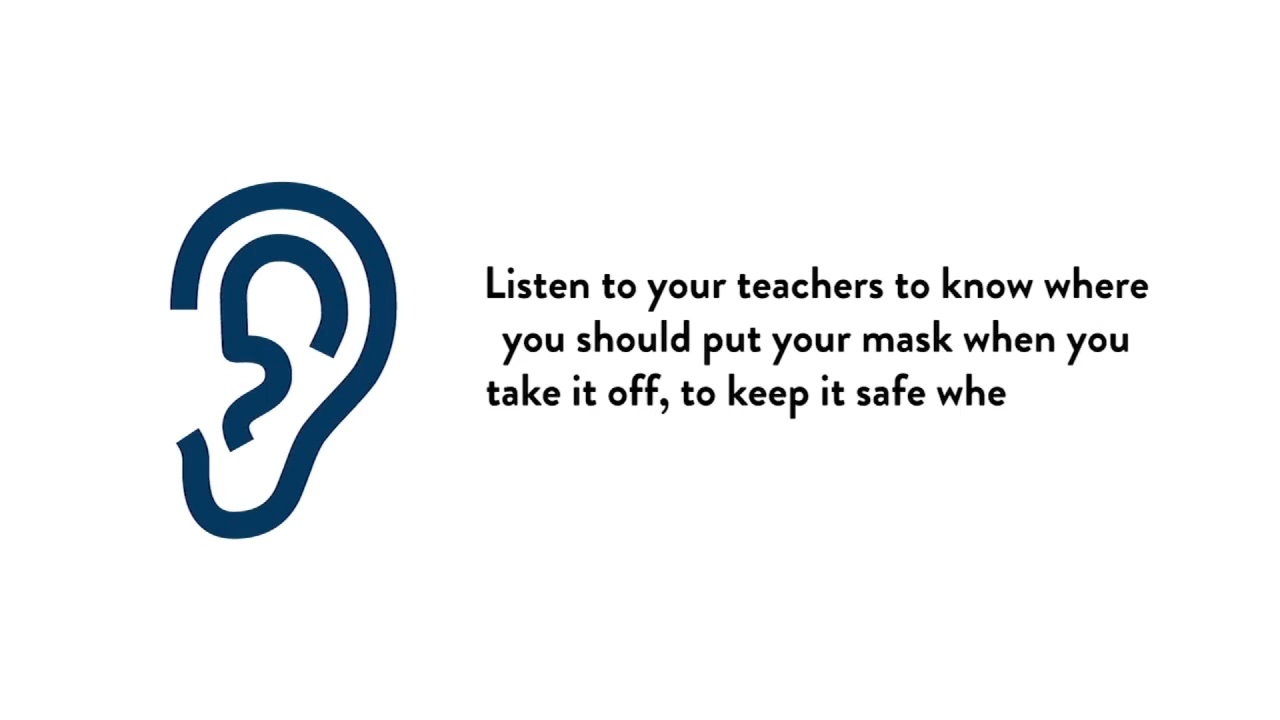 Listen to your teachers to know where
you should put your mask when you
take it off, to keep it safe whe